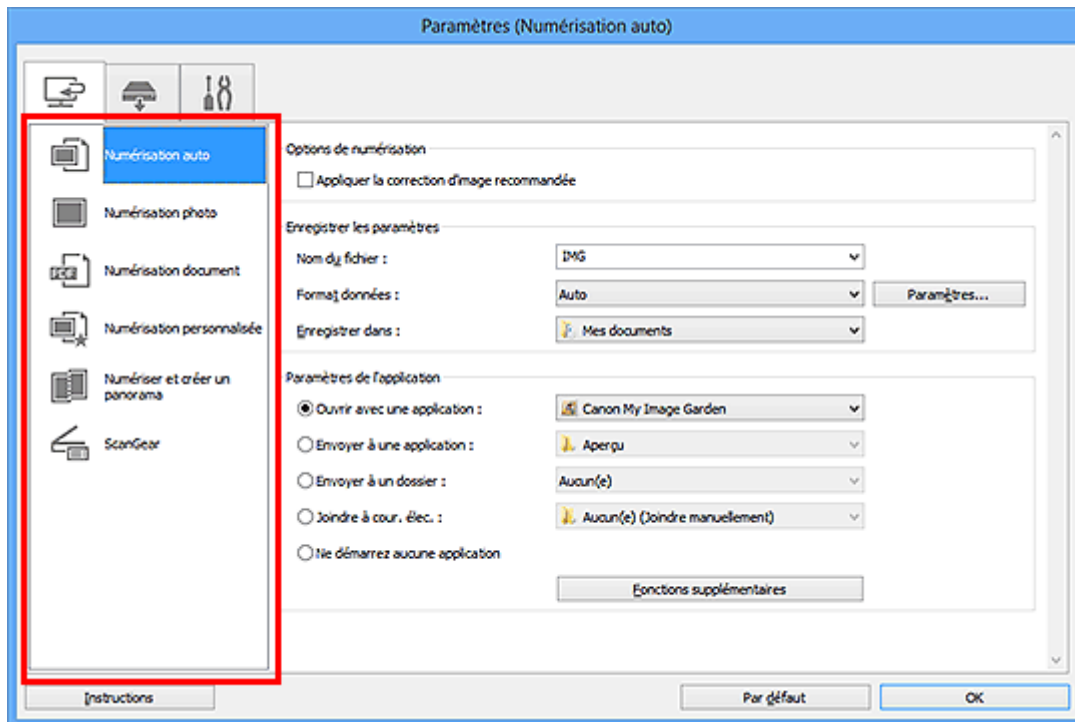 Paramètres (Numérisation auto)
Numérisation auto
Numérisation photo
Numérisation document
Numérisation personnalisée
Numériser et créer un
panorama
ScanGear
Options de numérisation
Appliquer la correction d'image recommandée
Enregistrer les paramètres
Nom du fichier :
IMG
Format données :
Auto
Paramètres...
Enregistrer dans :
Mes documents
Paramètres de l'application
Ouvrir avec une application :
Canon My Image Garden
Envoyer à une application :
Aperçu
Envoyer à un dossier :
Aucun(e)
Joindre à cour. élec. :
Aucun(e) (Joindre manuellement)
Ne démarrez aucune application
Fonctions supplémentaires
Instructions
Par défaut
OK